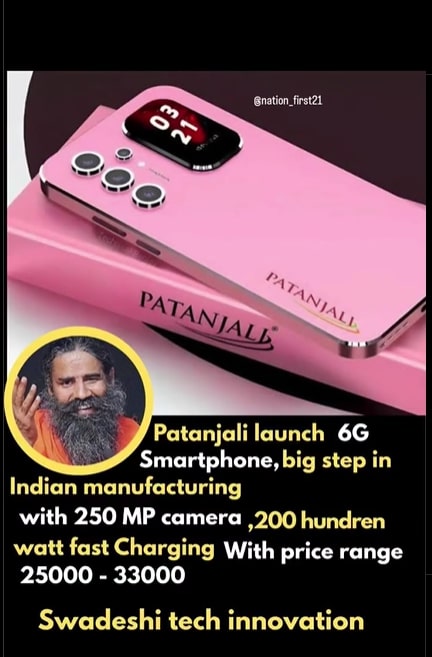 @nation_first21
03
21
PATANJALI
PATANJALI
Patanjali launch 6G
Smartphone, big step in
Indian manufacturing
with 250 MP camera ,200 hundren
watt fast Charging With price range
25000 - 33000
Swadeshi tech innovation